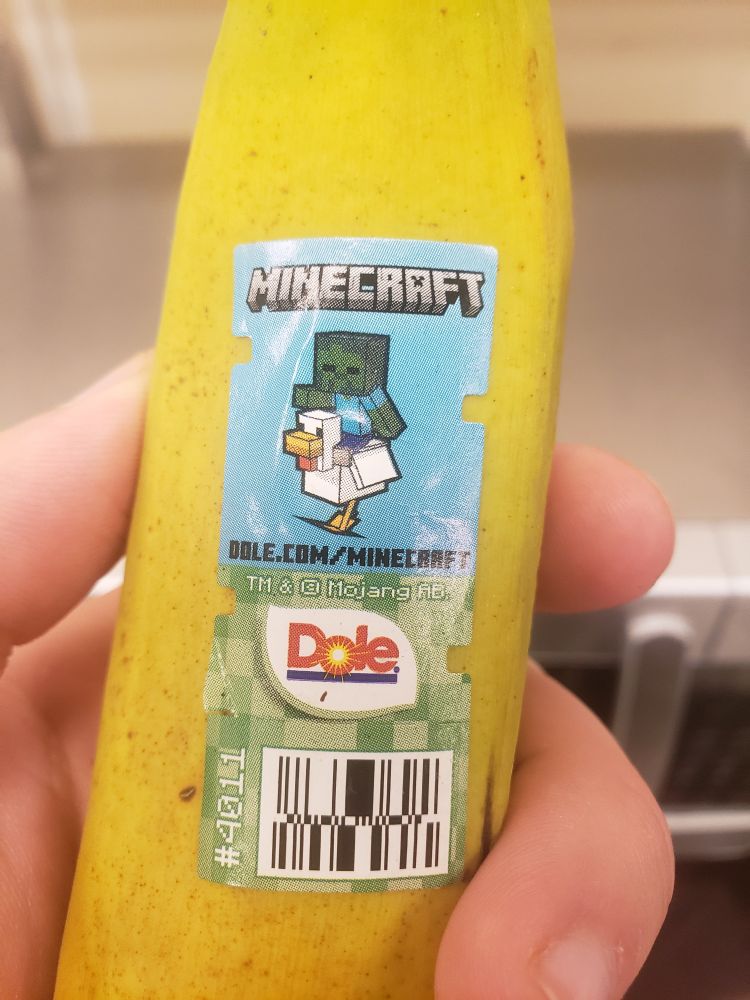 MINECRAFT
DOLE.COM/MINECRAFT
TM & © Mojang AB.
Dole
#4011